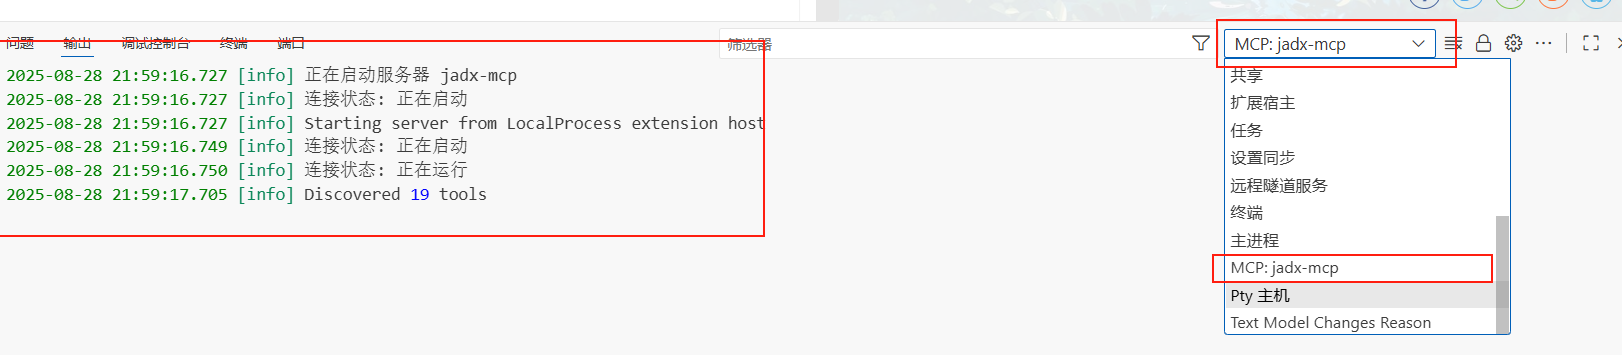 问题 输出 调试控制台 终端 端口 筛选器 MCP: jadx-mcp
2025-08-28 21:59:16.727 [info] 正在启动服务器 jadx-mcp
2025-08-28 21:59:16.727 [info] 连接状态: 正在启动
2025-08-28 21:59:16.727 [info] Starting server from LocalProcess extension host
2025-08-28 21:59:16.749 [info] 连接状态: 正在启动
2025-08-28 21:59:16.750 [info] 连接状态: 正在运行
2025-08-28 21:59:17.705 [info] Discovered 19 tools
共享
扩展宿主
任务
设置同步
远程隧道服务
终端
主进程
MCP: jadx-mcp
Pty 主机
Text Model Changes Reason